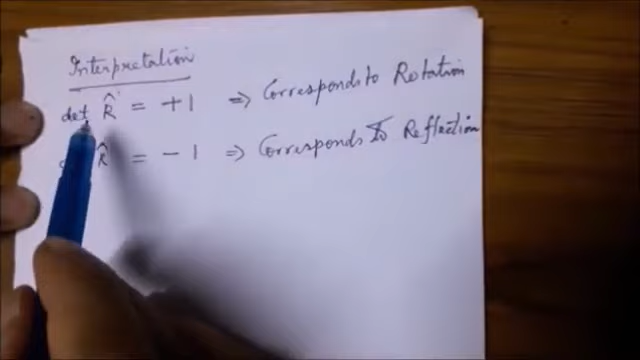 Interpretation
det R̂ = +1 ⇒ Corresponds to Rotation
R̂ = -1 ⇒ Corresponds To Reflection